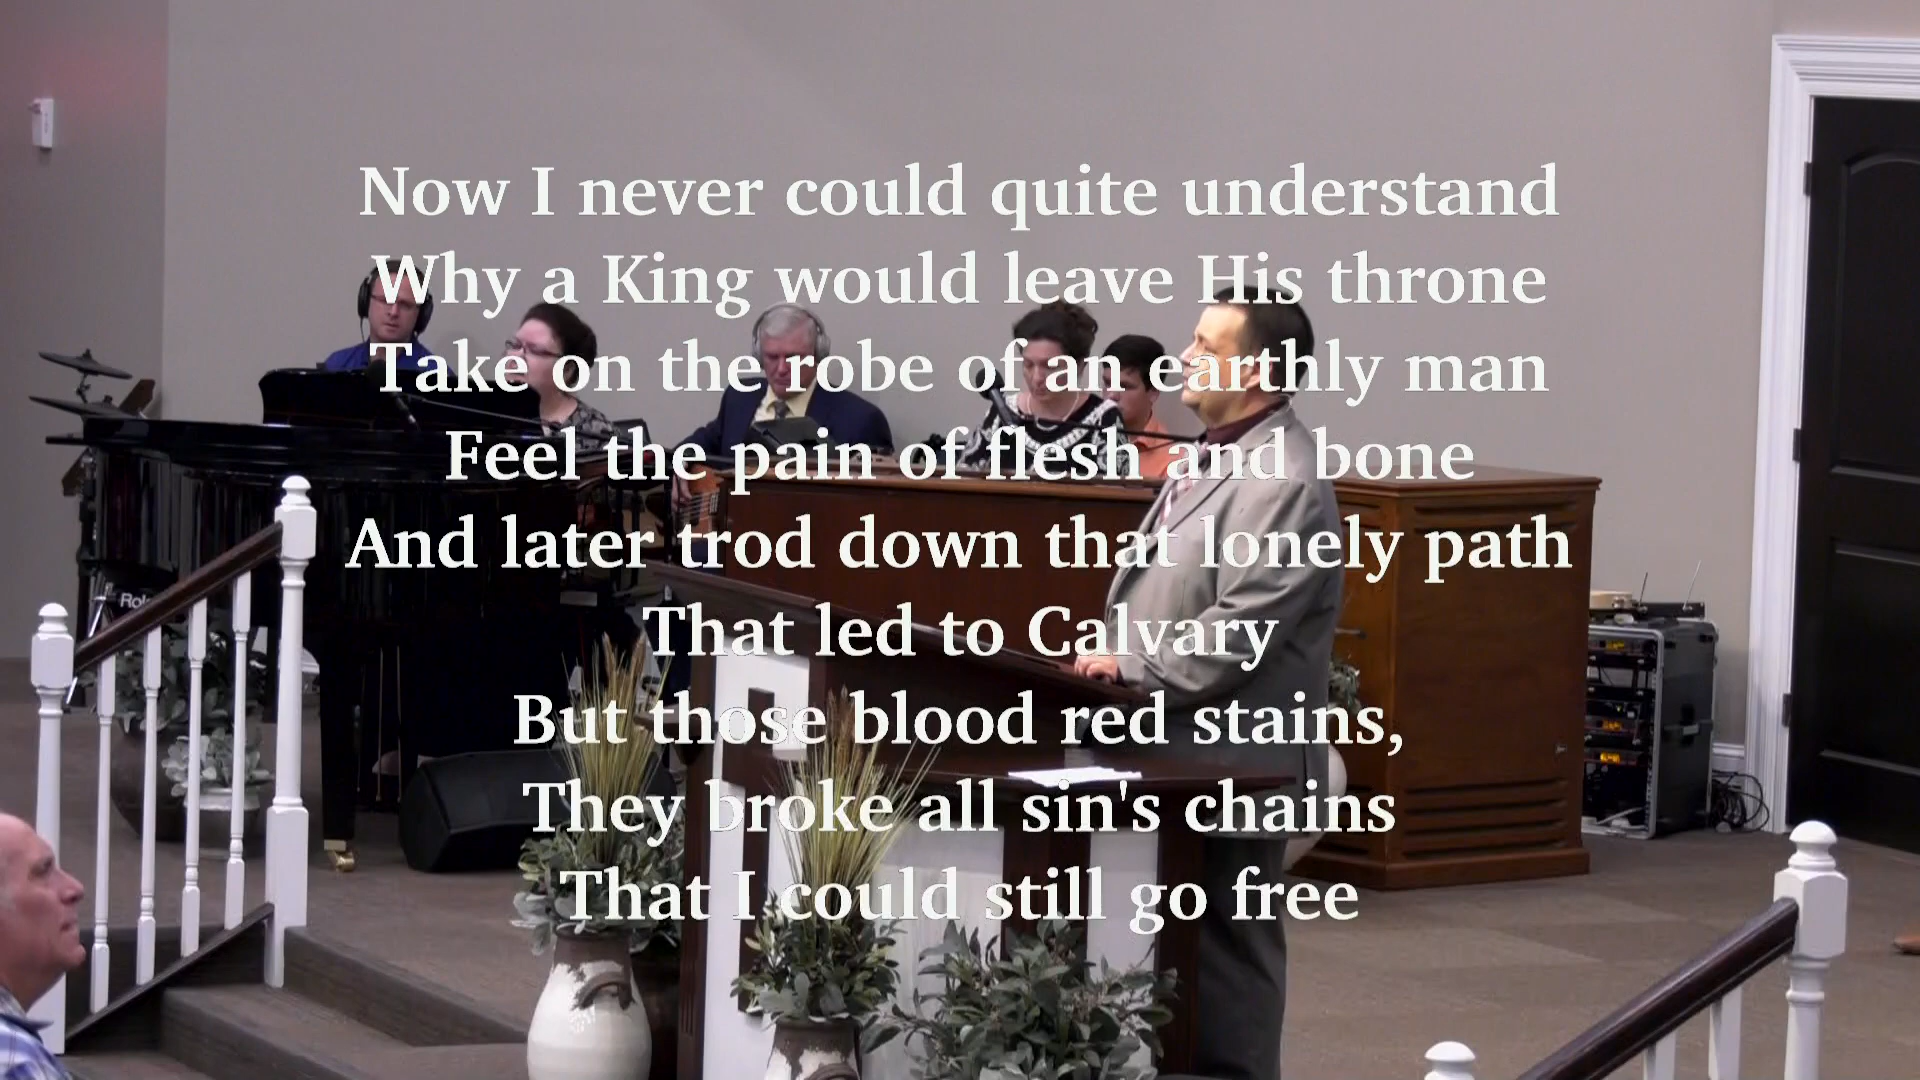 Now I never could quite understand
Why a King would leave His throne
Take on the robe of an earthly man
Feel the pain of flesh and bone
And later trod down that lonely path
That led to Calvary
But those blood red stains,
They broke all sin's chains
That I could still go free